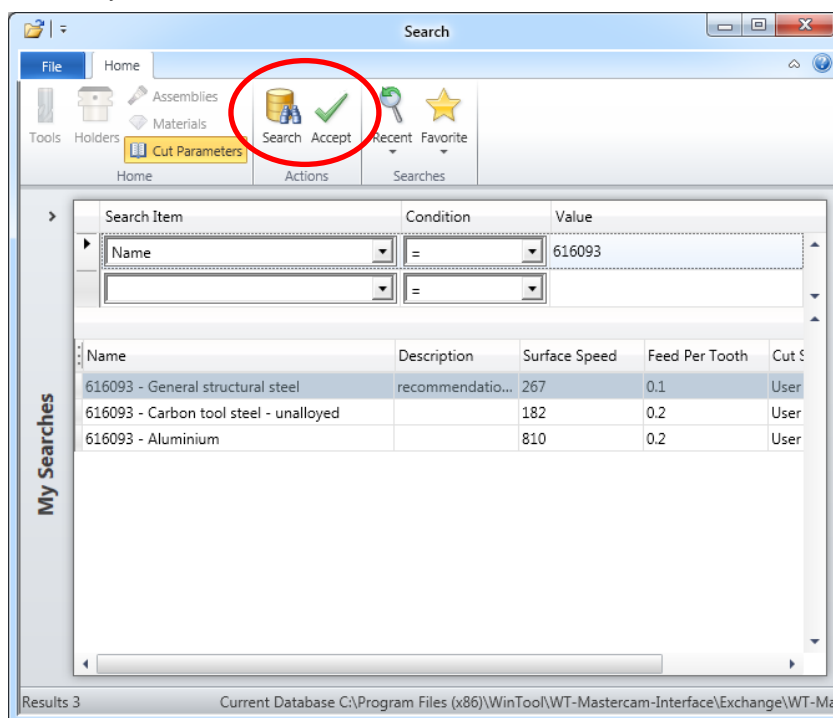 Search
File Home
Tools
Holders
Assemblies
Materials
Cut Parameters
Home
Search Accept
Actions
Recent Favorite
Searches
Search Item Condition Value
Name = 616093
=
Name Description Surface Speed Feed Per Tooth Cut S
616093 - General structural steel recommendatio... 267 0.1 User
616093 - Carbon tool steel - unalloyed 182 0.2 User
616093 - Aluminium 810 0.2 User
My Searches
Results 3 Current Database C:\Program Files (x86)\WinTool\WT-Mastercam-Interface\Exchange\WT-Ma